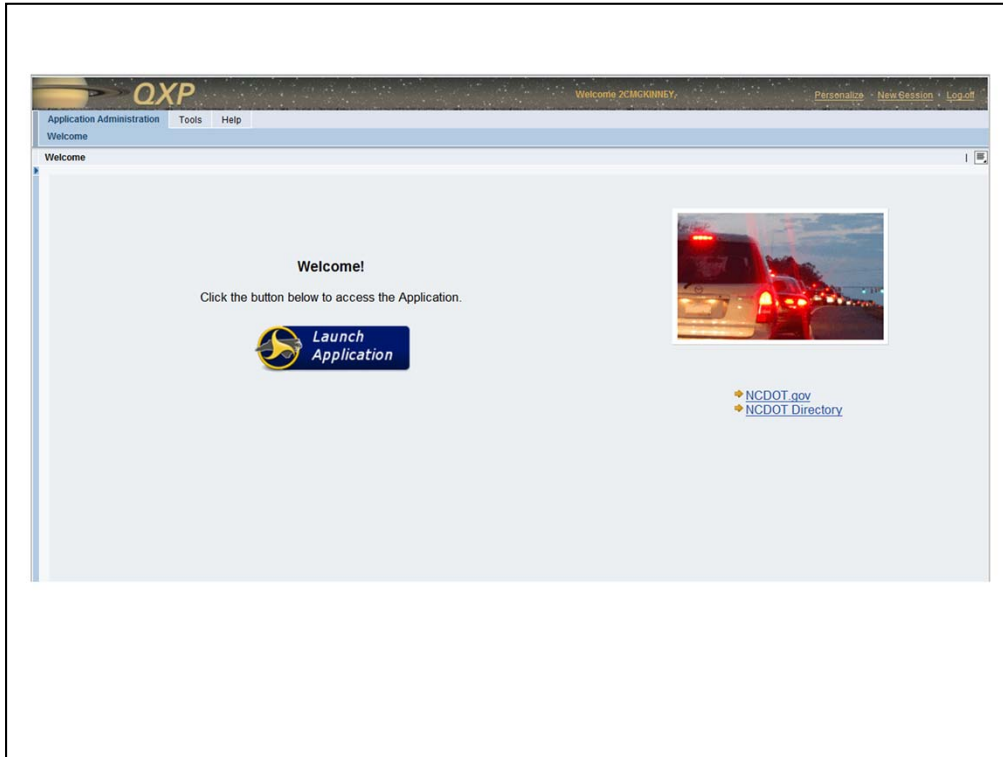 QXP
Welcome 2CMGKINNEY,
Personalize New Session Log off
Application Administration Tools Help
Welcome
Welcome
Welcome!
Click the button below to access the Application.
Launch
Application
NCDOT.gov
NCDOT Directory